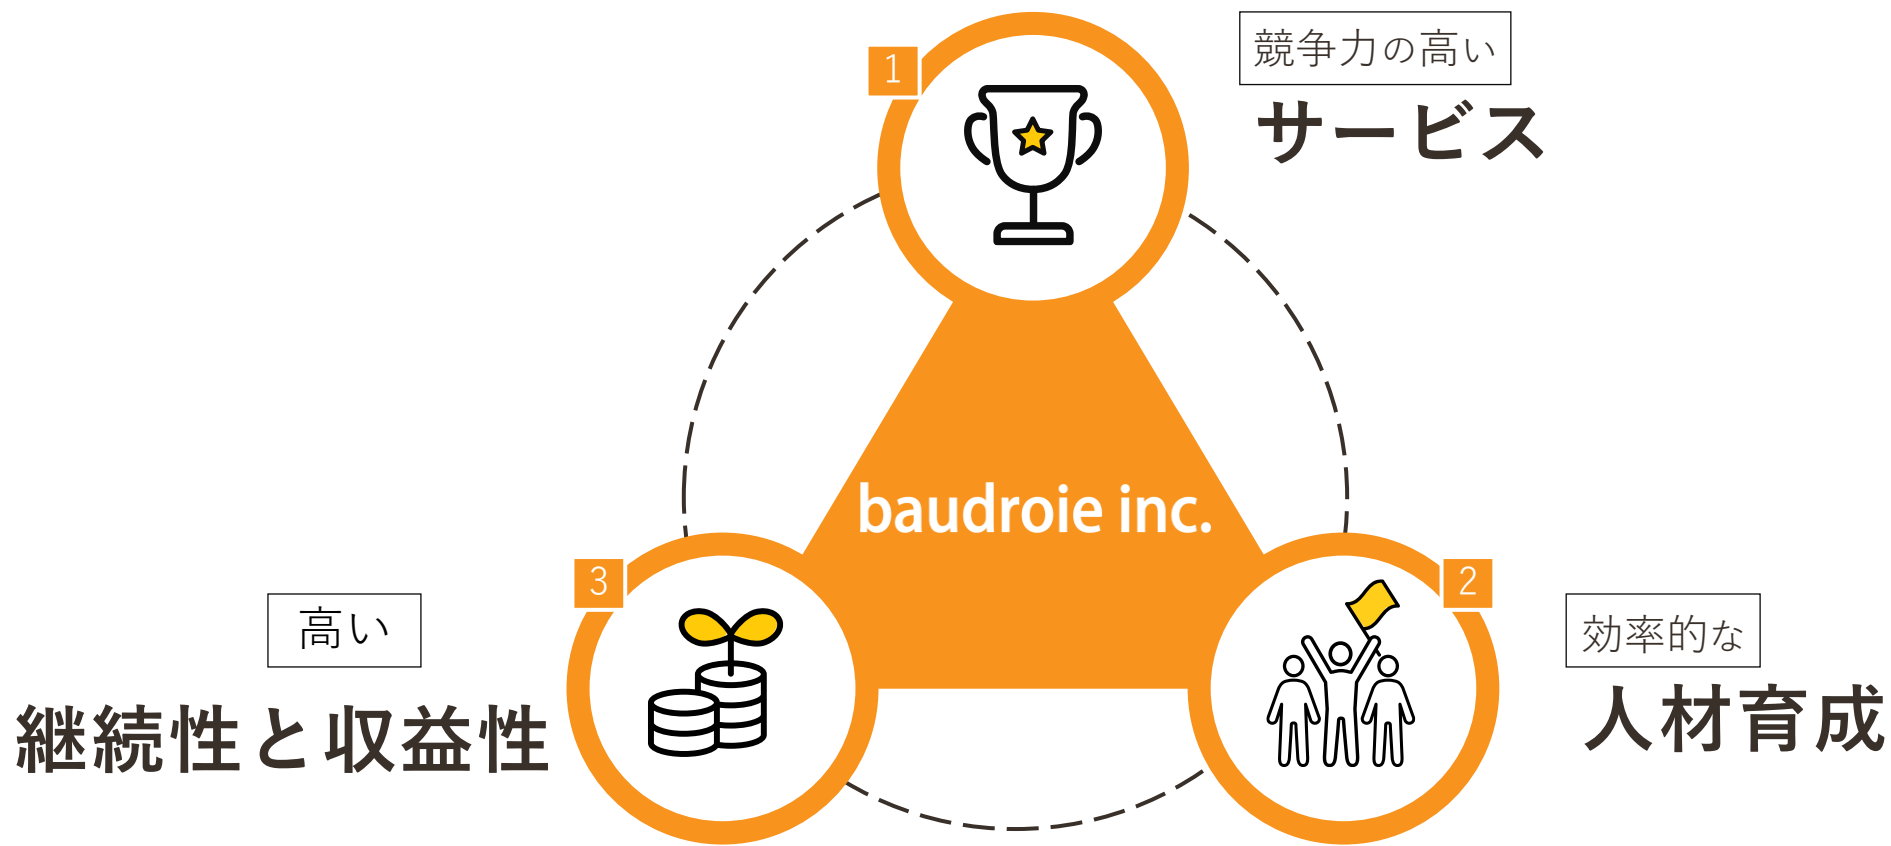 1
競争力の高い
サービス
baudroie inc.
3
高い
継続性と収益性
2
効率的な
人材育成